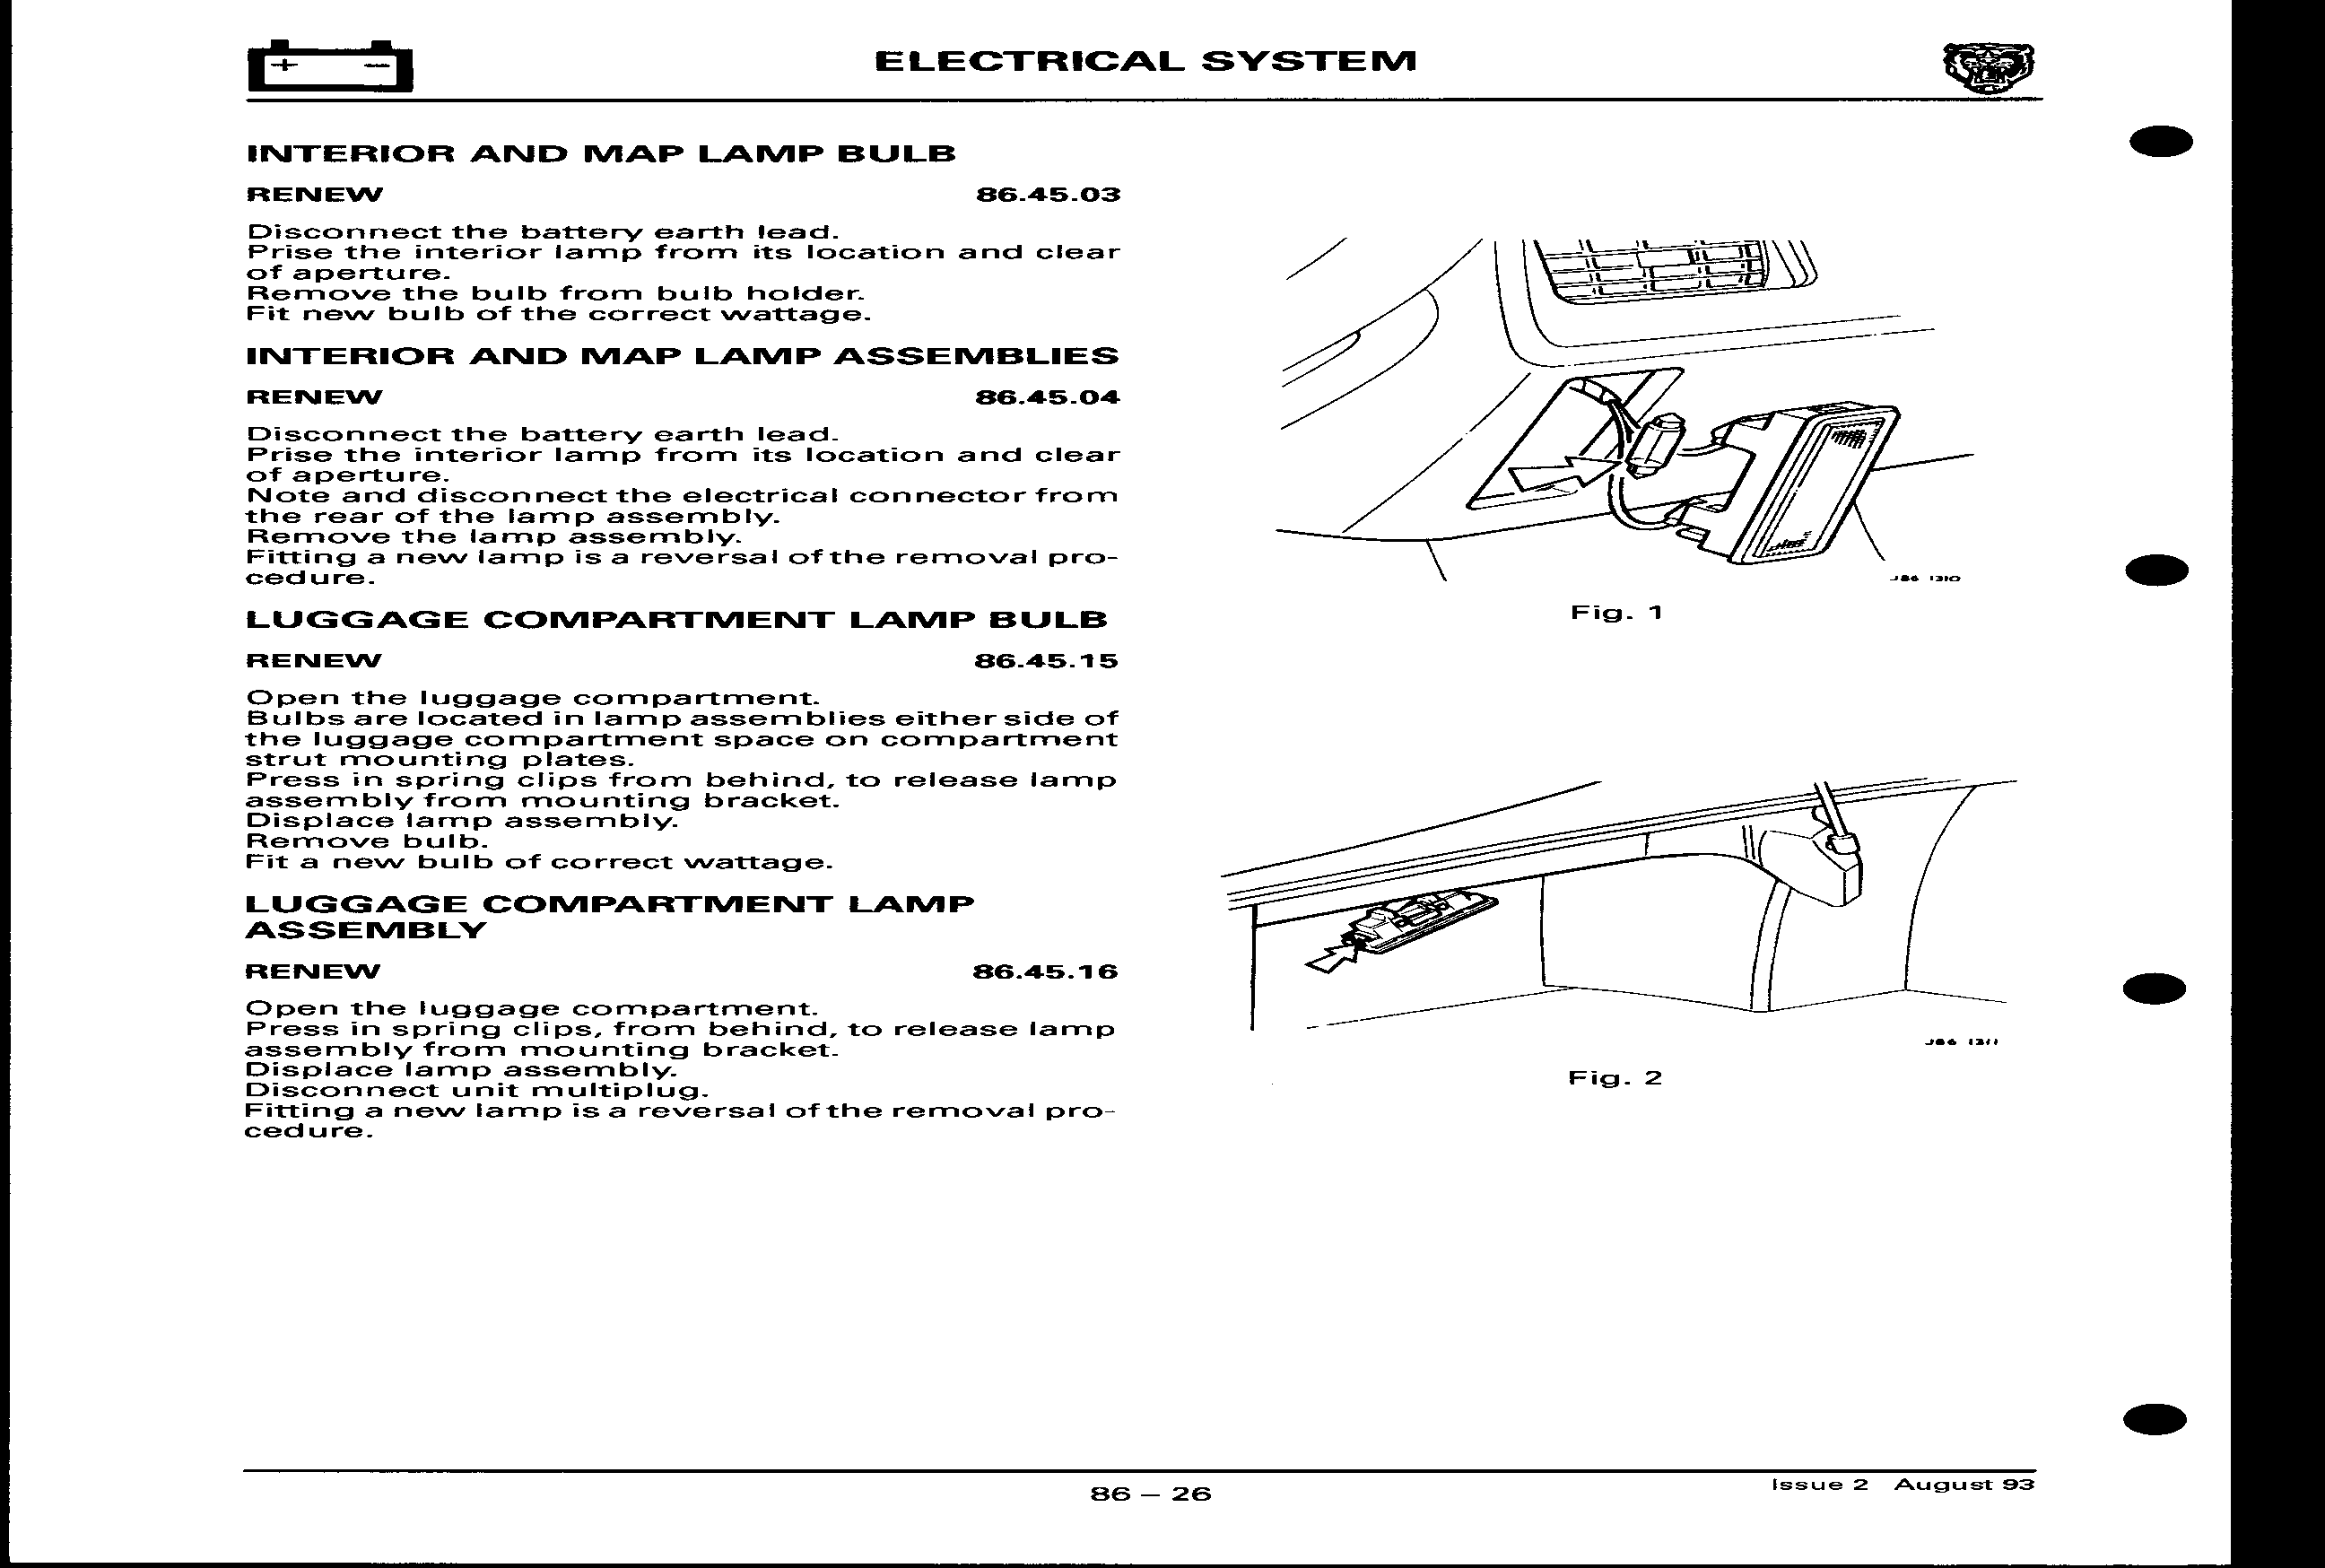 + −
ELECTRICAL SYSTEM
INTERIOR AND MAP LAMP BULB
RENEW 86.45.03
Disconnect the battery earth lead.
Prise the interior lamp from its location and clear
of aperture.
Remove the bulb from bulb holder.
Fit new bulb of the correct wattage.
INTERIOR AND MAP LAMP ASSEMBLIES
RENEW 86.45.04
Disconnect the battery earth lead.
Prise the interior lamp from its location and clear
of aperture.
Note and disconnect the electrical connector from
the rear of the lamp assembly.
Remove the lamp assembly.
Fitting a new lamp is a reversal of the removal pro-
cedure.
LUGGAGE COMPARTMENT LAMP BULB
RENEW 86.45.15
Open the luggage compartment.
Bulbs are located in lamp assemblies either side of
the luggage compartment space on compartment
strut mounting plates.
Press in spring clips from behind, to release lamp
assembly from mounting bracket.
Displace lamp assembly.
Remove bulb.
Fit a new bulb of correct wattage.
LUGGAGE COMPARTMENT LAMP
ASSEMBLY
RENEW 86.45.16
Open the luggage compartment.
Press in spring clips, from behind, to release lamp
assembly from mounting bracket.
Displace lamp assembly.
Disconnect unit multiplug.
Fitting a new lamp is a reversal of the removal pro-
cedure.
J86 1310
Fig. 1
J86 1311
Fig. 2
86 – 26
Issue 2 August 93